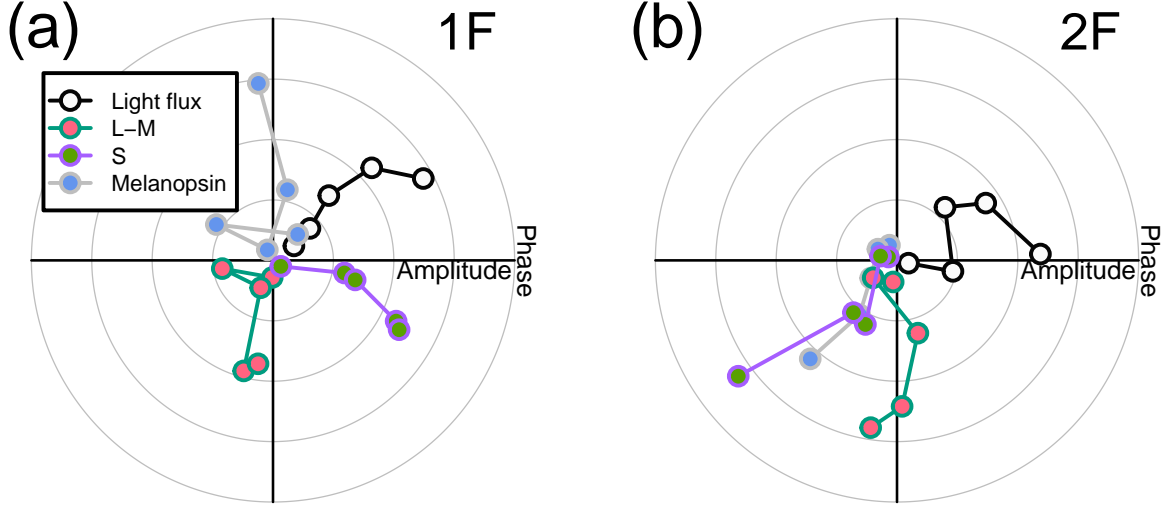 (a)
1F
Light flux
L−M
S
Melanopsin
Phase
Amplitude
(b)
2F
Phase
Amplitude